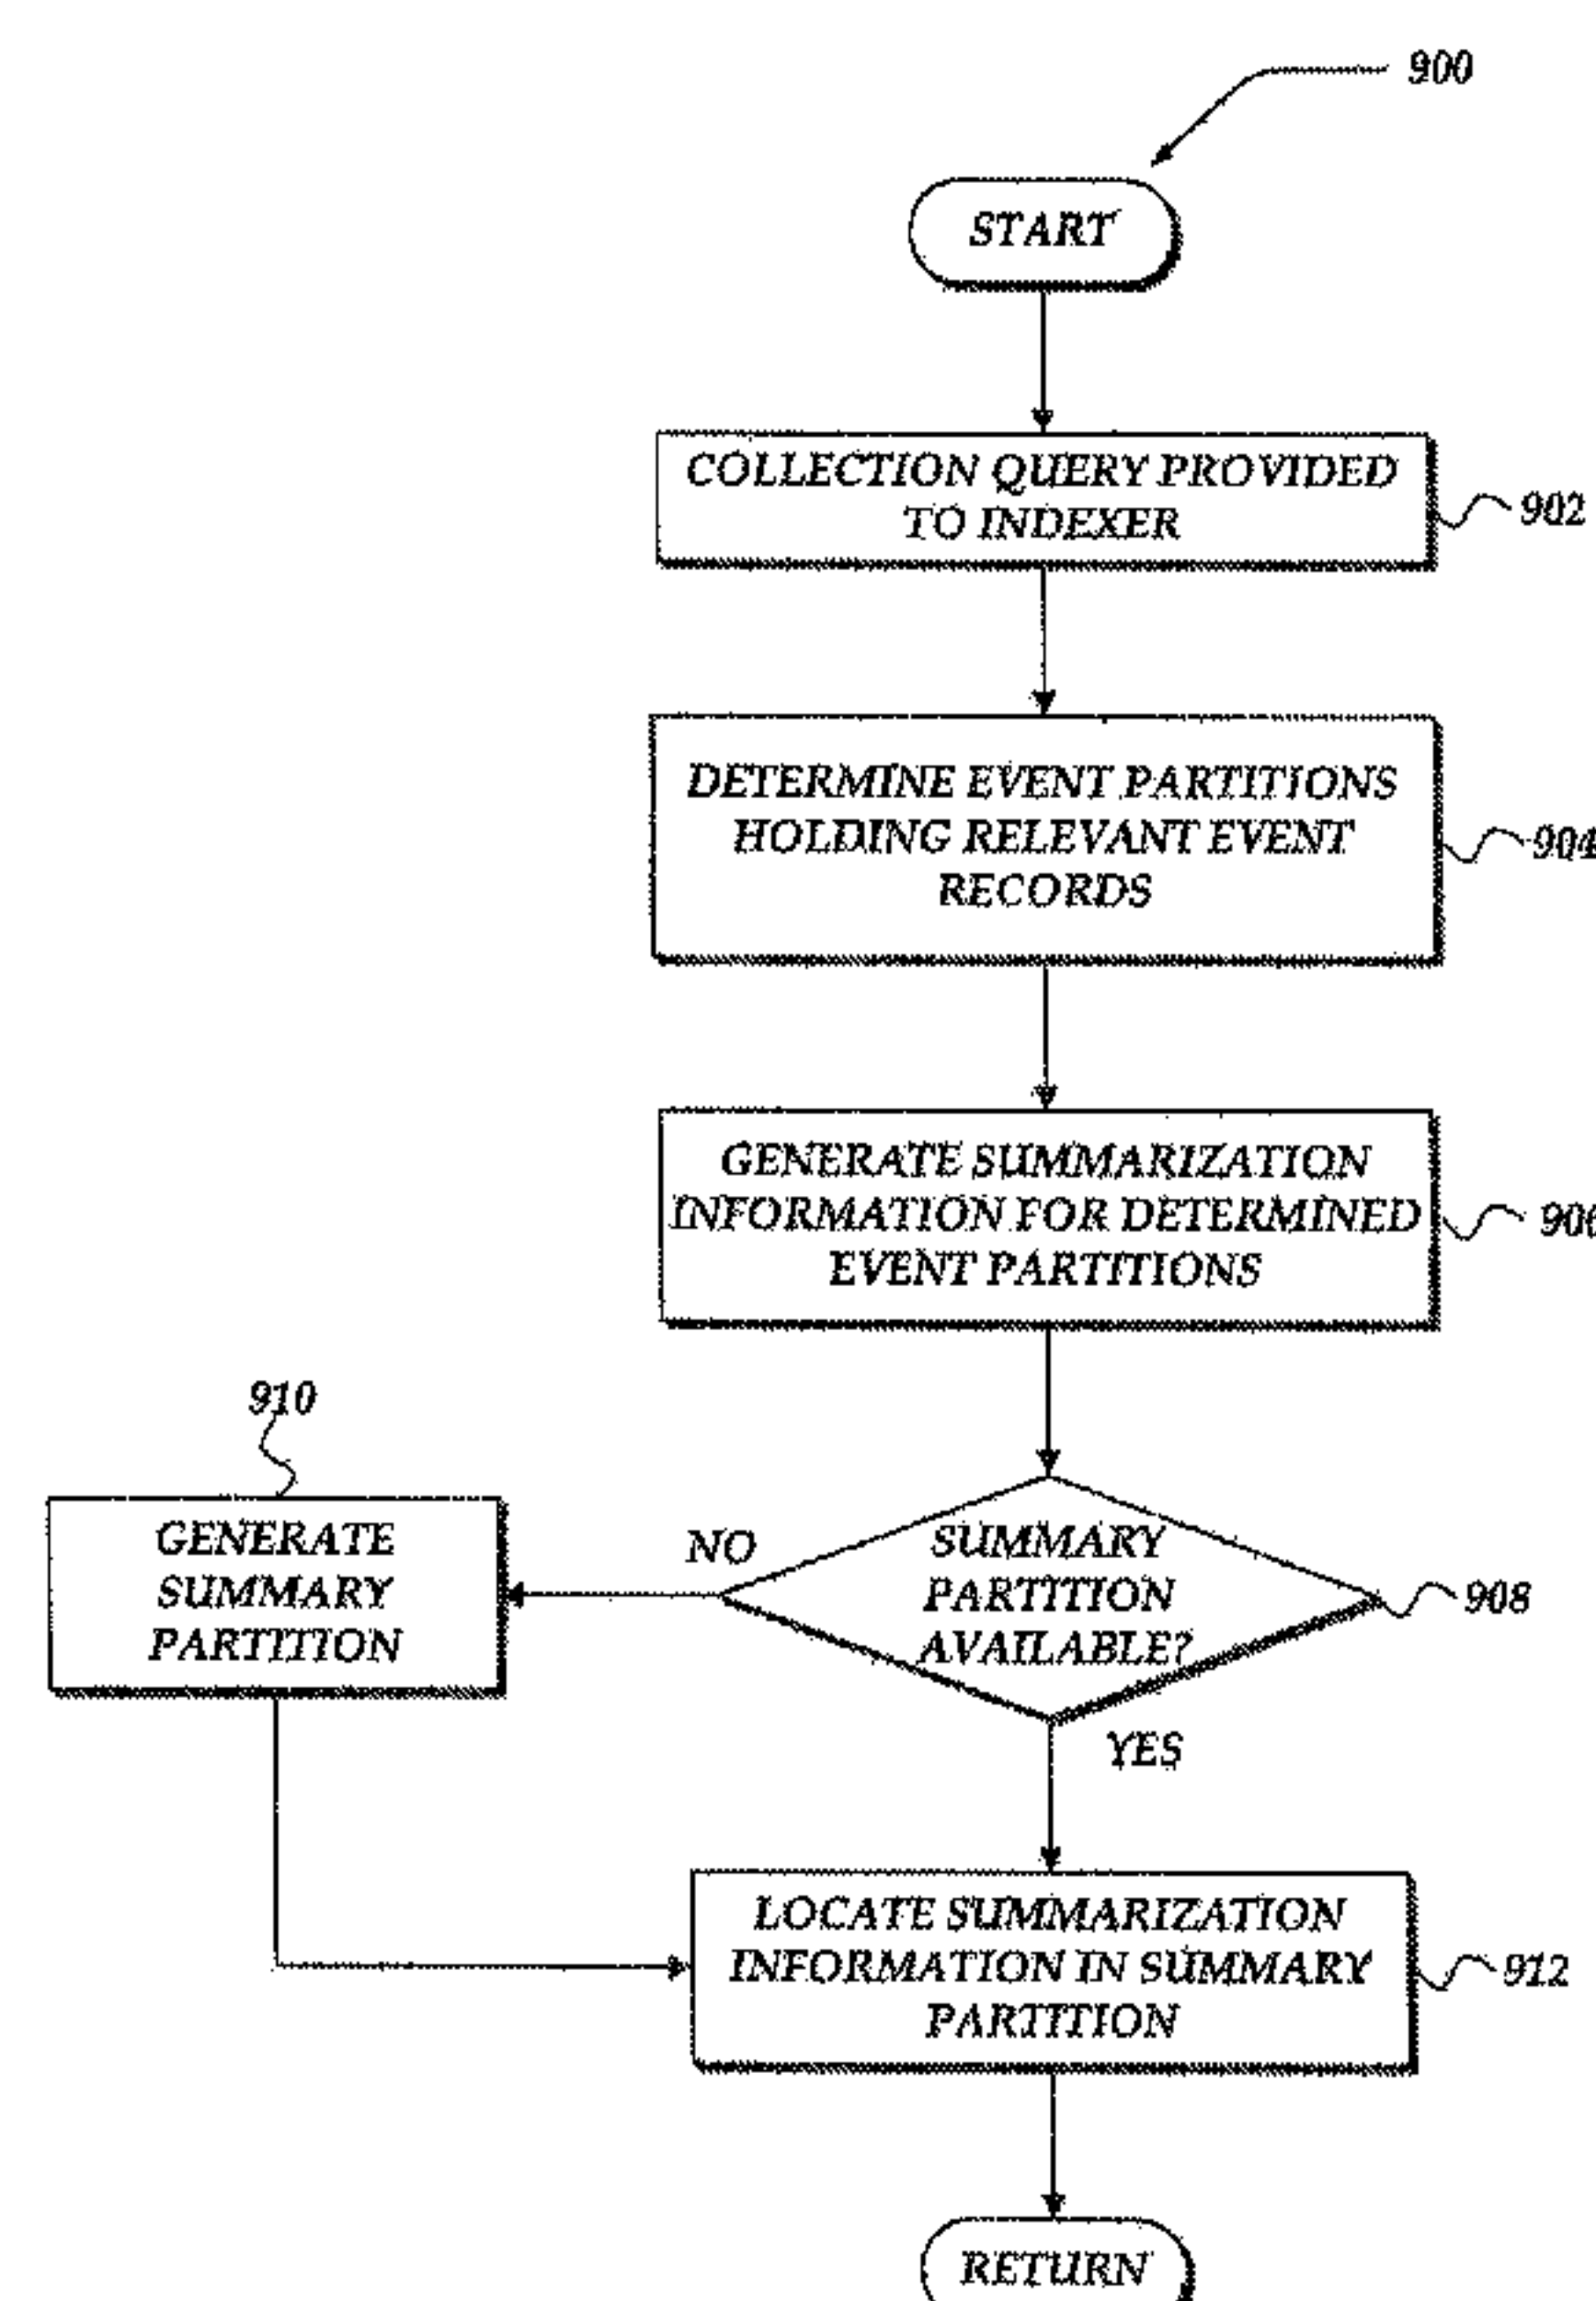 900
START
COLLECTION QUERY PROVIDED
TO INDEXER
902
DETERMINE EVENT PARTITIONS
HOLDING RELEVANT EVENT
RECORDS
904
GENERATE SUMMARIZATION
INFORMATION FOR DETERMINED
EVENT PARTITIONS
906
910
GENERATE
SUMMARY
PARTITION
NO
SUMMARY
PARTITION
AVAILABLE?
908
YES
LOCATE SUMMARIZATION
INFORMATION IN SUMMARY
PARTITION
912
RETURN